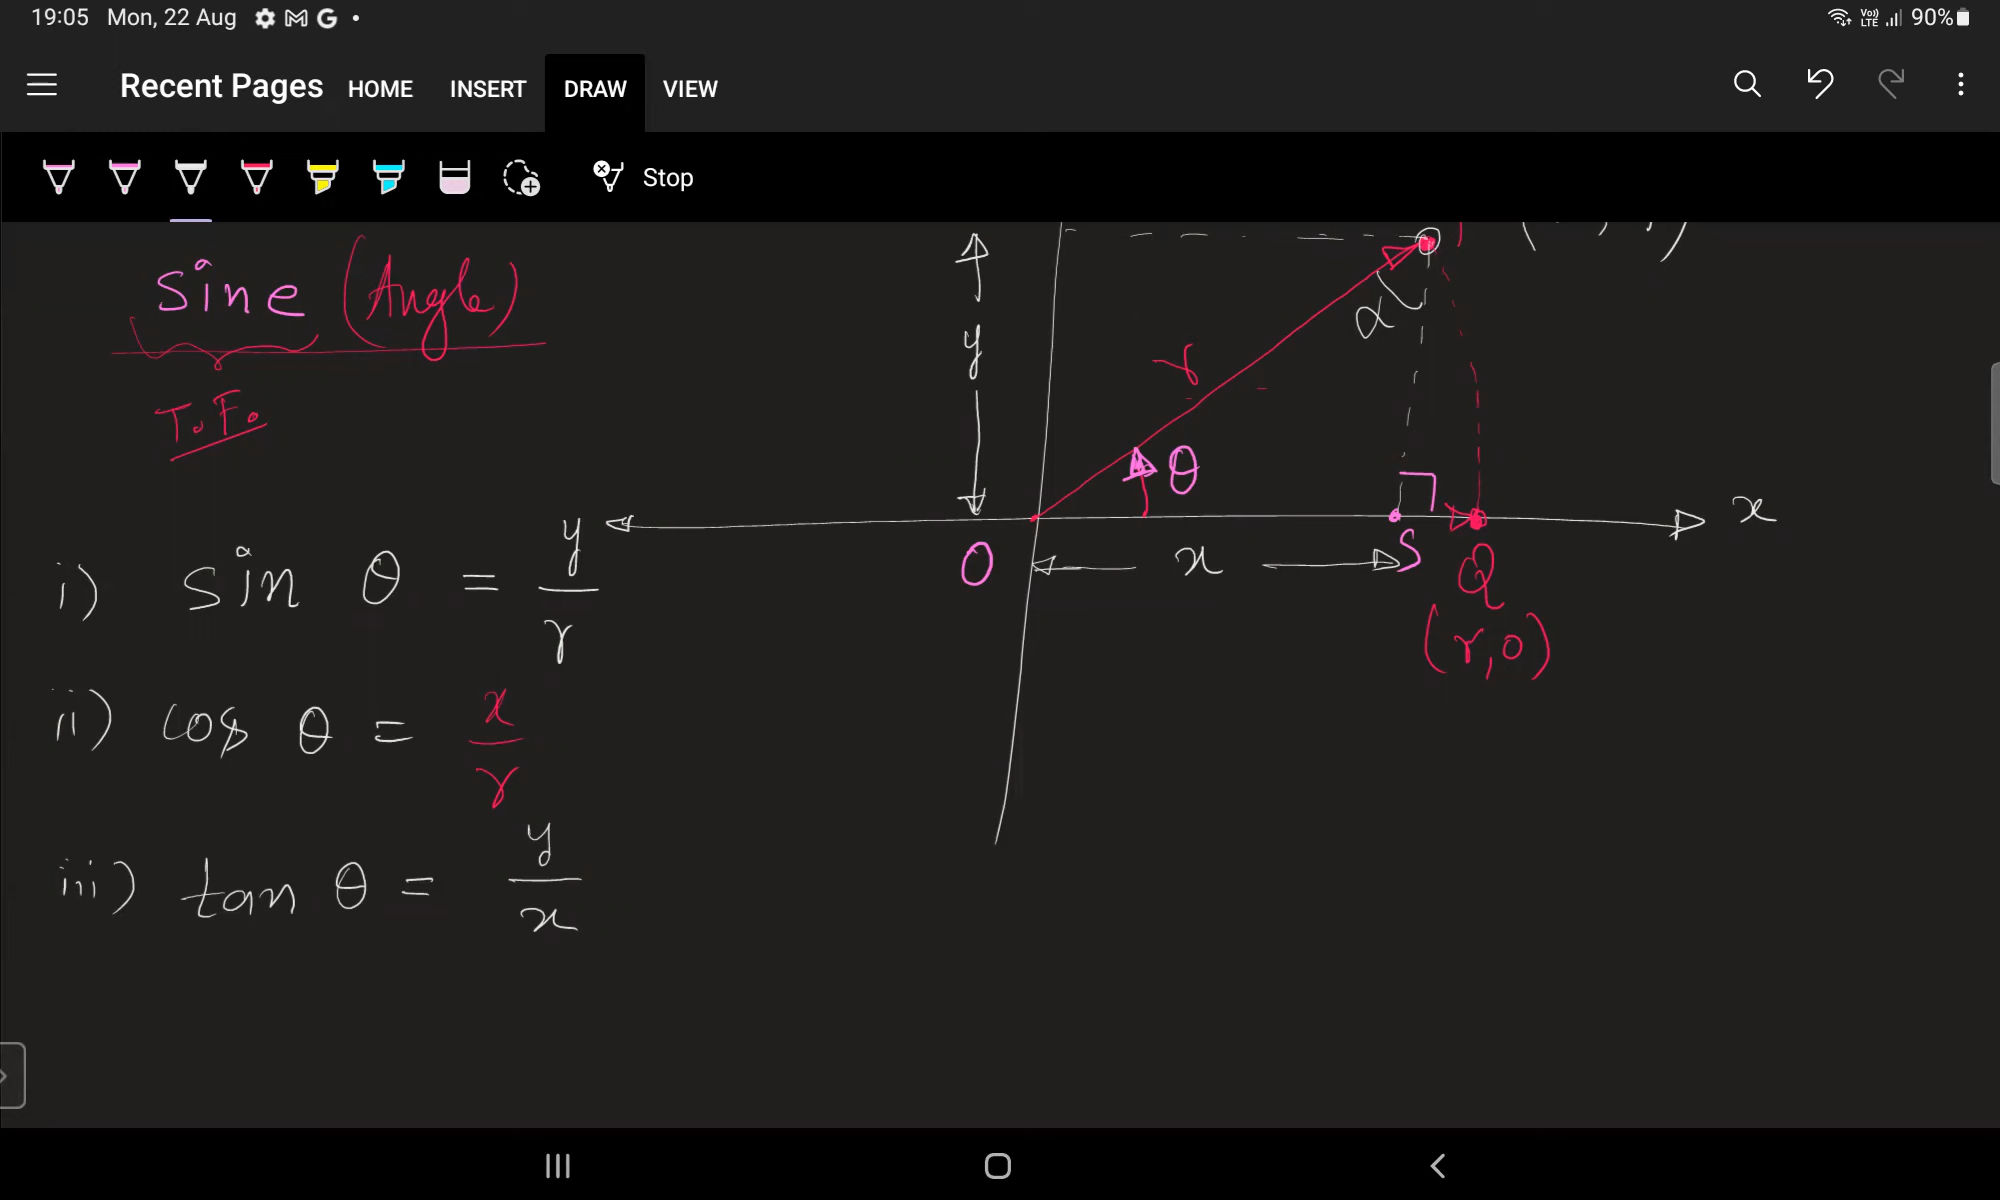 19:05 Mon, 22 Aug
90%
Recent Pages HOME INSERT DRAW VIEW
Stop
Sine (Angle)
T.F.
i) sin θ = y/r
ii) cos θ = x/r
iii) tan θ = y/x
y
r
α
θ
x
O
x
S
Q
(r,0)